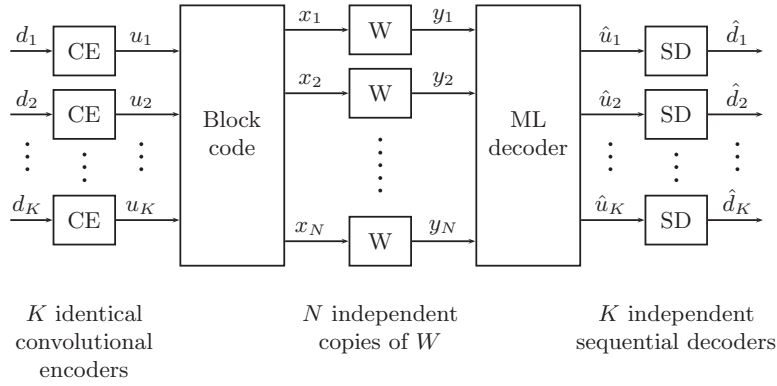 d_1 CE u_1 x_1 W y_1 û_1 SD d̂_1
d_2 CE u_2 x_2 W y_2 û_2 SD d̂_2
Block
code
ML
decoder
d_K CE u_K x_N W y_N û_K SD d̂_K
K identical
convolutional
encoders
N independent
copies of W
K independent
sequential decoders